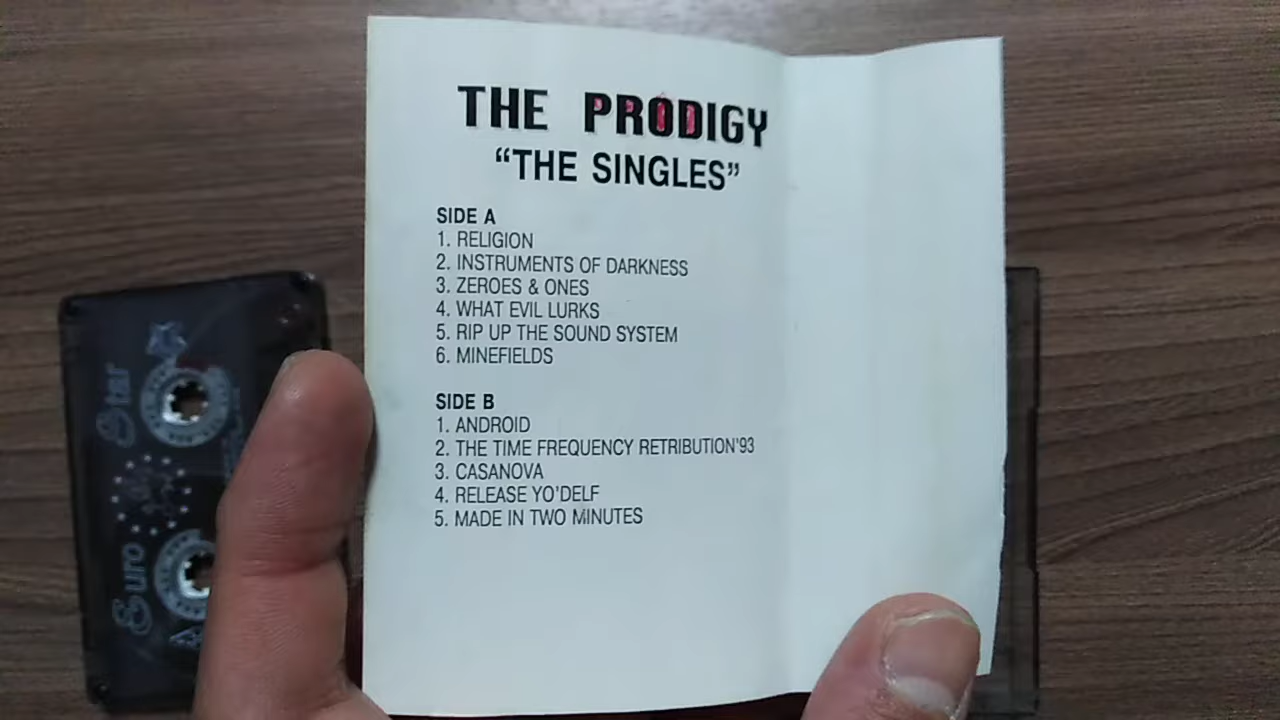 THE PRODIGY
“THE SINGLES”
SIDE A
1. RELIGION
2. INSTRUMENTS OF DARKNESS
3. ZEROES & ONES
4. WHAT EVIL LURKS
5. RIP UP THE SOUND SYSTEM
6. MINEFIELDS
SIDE B
1. ANDROID
2. THE TIME FREQUENCY RETRIBUTION'93
3. CASANOVA
4. RELEASE YO'DELF
5. MADE IN TWO MINUTES
Euro Star
A